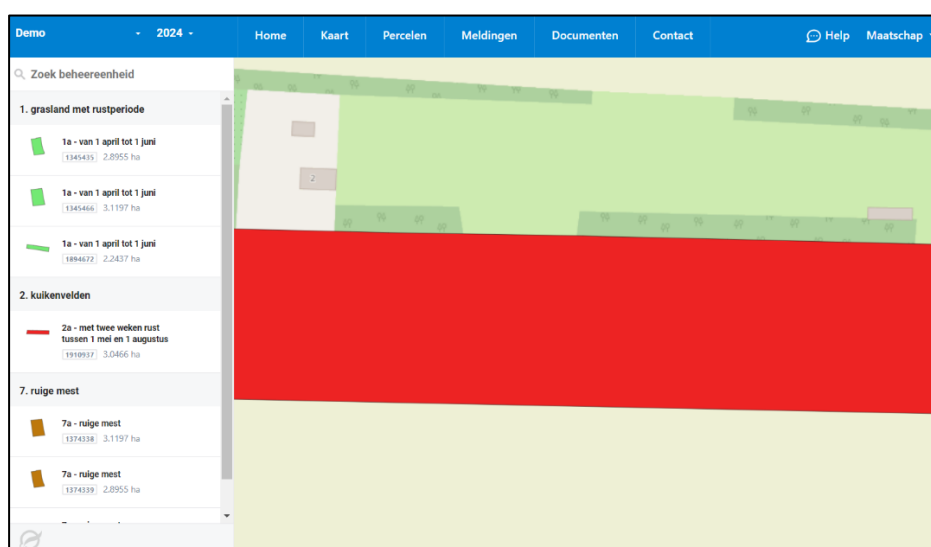 Demo 2024 Home Kaart Percelen Meldingen Documenten Contact Help Maatschap
Zoek beheereenheid
1. grasland met rustperiode
1a - van 1 april tot 1 juni
1345435 2.8955 ha
1a - van 1 april tot 1 juni
1345466 3.1197 ha
1a - van 1 april tot 1 juni
1894672 2.2437 ha
2. kuikenvelden
2a - met twee weken rust
tussen 1 mei en 1 augustus
1910937 3.0466 ha
7. ruige mest
7a - ruige mest
1374338 3.1197 ha
7a - ruige mest
1374339 2.8955 ha
2